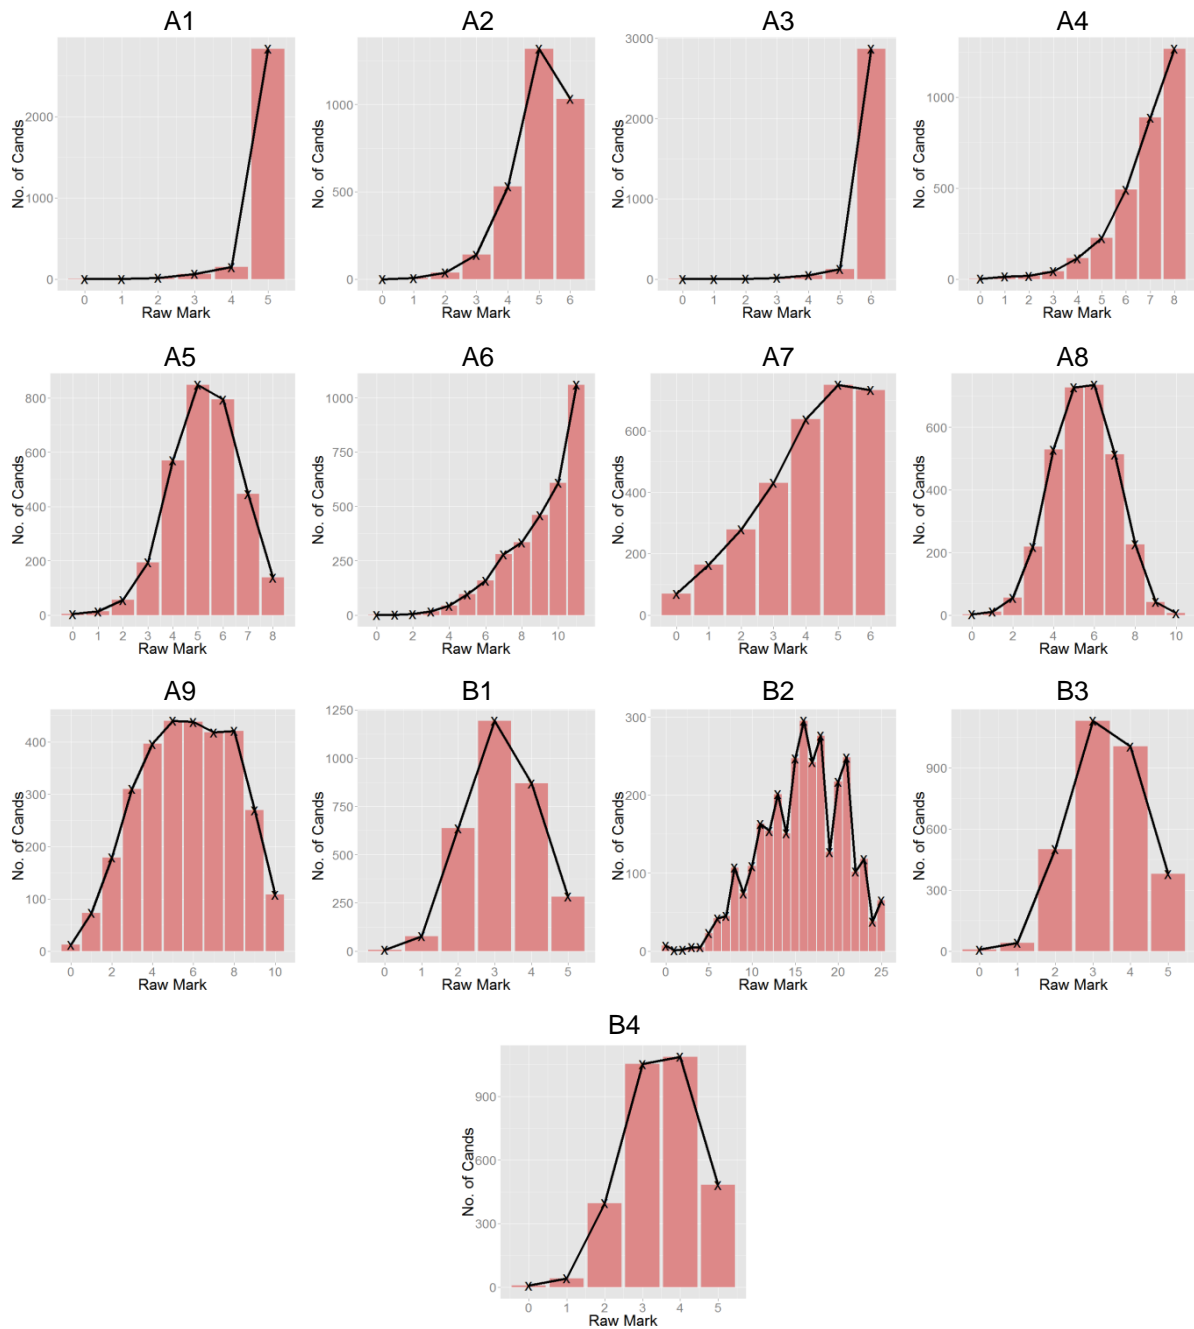 A1
No. of Cands
2000
1000
0
0 1 2 3 4 5
Raw Mark
A2
No. of Cands
1000
500
0
0 1 2 3 4 5 6
Raw Mark
A3
No. of Cands
3000
2000
1000
0
0 1 2 3 4 5 6
Raw Mark
A4
No. of Cands
1000
500
0
0 1 2 3 4 5 6 7 8
Raw Mark
A5
No. of Cands
800
600
400
200
0
0 1 2 3 4 5 6 7 8
Raw Mark
A6
No. of Cands
1000
750
500
250
0
0 2 4 6 8 10
Raw Mark
A7
No. of Cands
600
400
200
0
0 1 2 3 4 5 6
Raw Mark
A8
No. of Cands
600
400
200
0
0 2 4 6 8 10
Raw Mark
A9
No. of Cands
400
300
200
100
0
0 2 4 6 8 10
Raw Mark
B1
No. of Cands
1250
1000
750
500
250
0
0 1 2 3 4 5
Raw Mark
B2
No. of Cands
300
200
100
0
0 5 10 15 20 25
Raw Mark
B3
No. of Cands
900
600
300
0
0 1 2 3 4 5
Raw Mark
B4
No. of Cands
900
600
300
0
0 1 2 3 4 5
Raw Mark